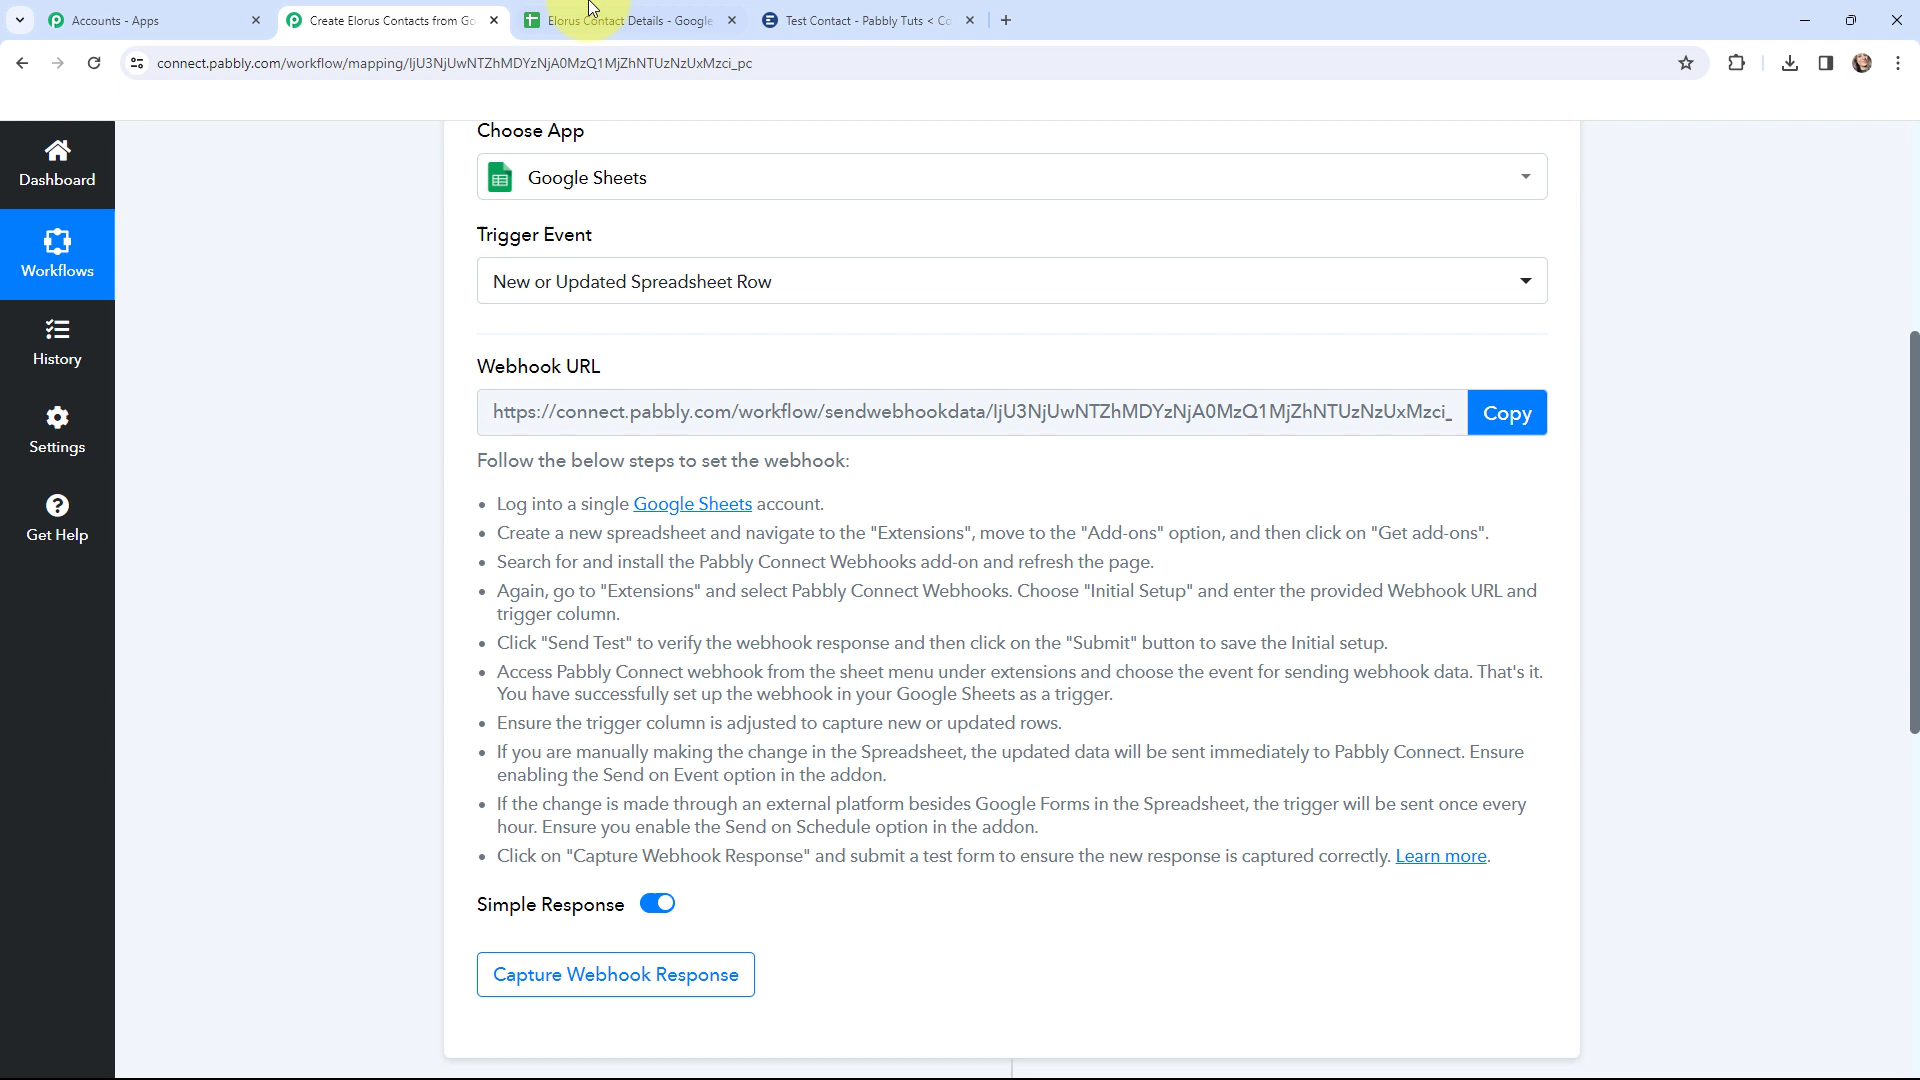 Accounts - Apps
Create Elorus Contacts from Go
Elorus Contact Details - Google
Test Contact - Pabbly Tuts < Co
connect.pabbly.com/workflow/mapping/IjU3NjUwNTZhMDYzNjA0MzQ1MjZhNTUzNzUxMzci_pc
Dashboard
Workflows
History
Settings
Get Help
Choose App
Google Sheets
Trigger Event
New or Updated Spreadsheet Row
Webhook URL
https://connect.pabbly.com/workflow/sendwebhookdata/IjU3NjUwNTZhMDYzNjA0MzQ1MjZhNTUzNzUxMzci_
Copy
Follow the below steps to set the webhook:
• Log into a single Google Sheets account.
• Create a new spreadsheet and navigate to the "Extensions", move to the "Add-ons" option, and then click on "Get add-ons".
• Search for and install the Pabbly Connect Webhooks add-on and refresh the page.
• Again, go to "Extensions" and select Pabbly Connect Webhooks. Choose "Initial Setup" and enter the provided Webhook URL and
trigger column.
• Click "Send Test" to verify the webhook response and then click on the "Submit" button to save the Initial setup.
• Access Pabbly Connect webhook from the sheet menu under extensions and choose the event for sending webhook data. That's it.
You have successfully set up the webhook in your Google Sheets as a trigger.
• Ensure the trigger column is adjusted to capture new or updated rows.
• If you are manually making the change in the Spreadsheet, the updated data will be sent immediately to Pabbly Connect. Ensure
enabling the Send on Event option in the addon.
• If the change is made through an external platform besides Google Forms in the Spreadsheet, the trigger will be sent once every
hour. Ensure you enable the Send on Schedule option in the addon.
• Click on "Capture Webhook Response" and submit a test form to ensure the new response is captured correctly. Learn more.
Simple Response
Capture Webhook Response